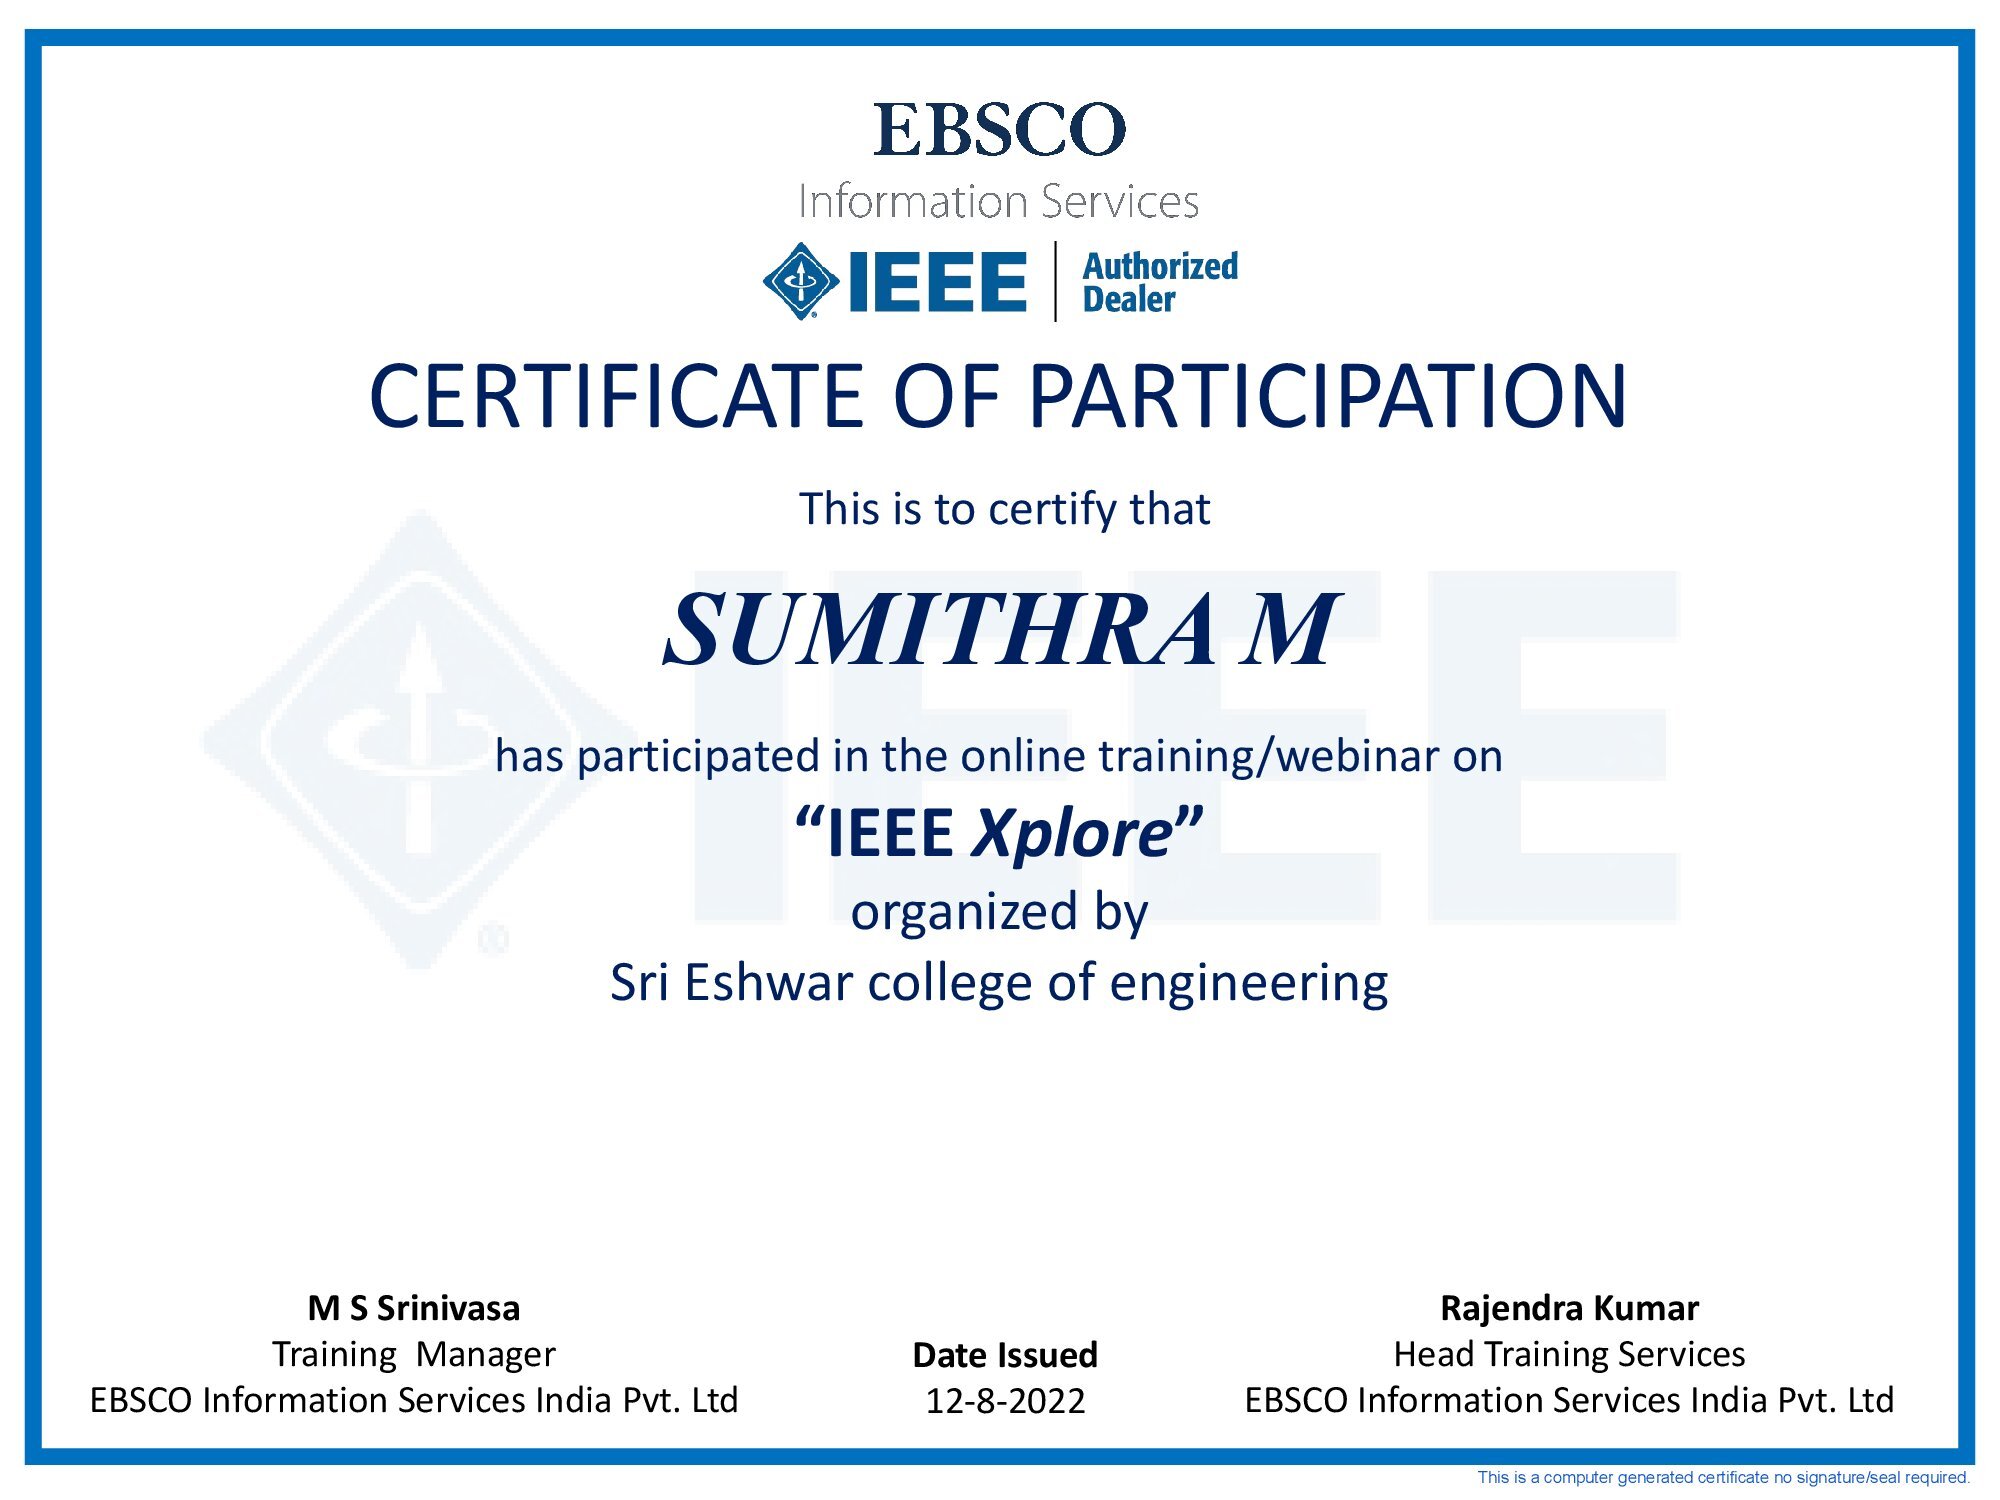 EBSCO
Information Services
IEEE
Authorized
Dealer
CERTIFICATE OF PARTICIPATION
This is to certify that
SUMITHRA M
has participated in the online training/webinar on
“IEEE Xplore”
organized by
Sri Eshwar college of engineering
IEEE
M S Srinivasa
Training Manager
EBSCO Information Services India Pvt. Ltd
Date Issued
12-8-2022
Rajendra Kumar
Head Training Services
EBSCO Information Services India Pvt. Ltd
This is a computer generated certificate no signature/seal required.